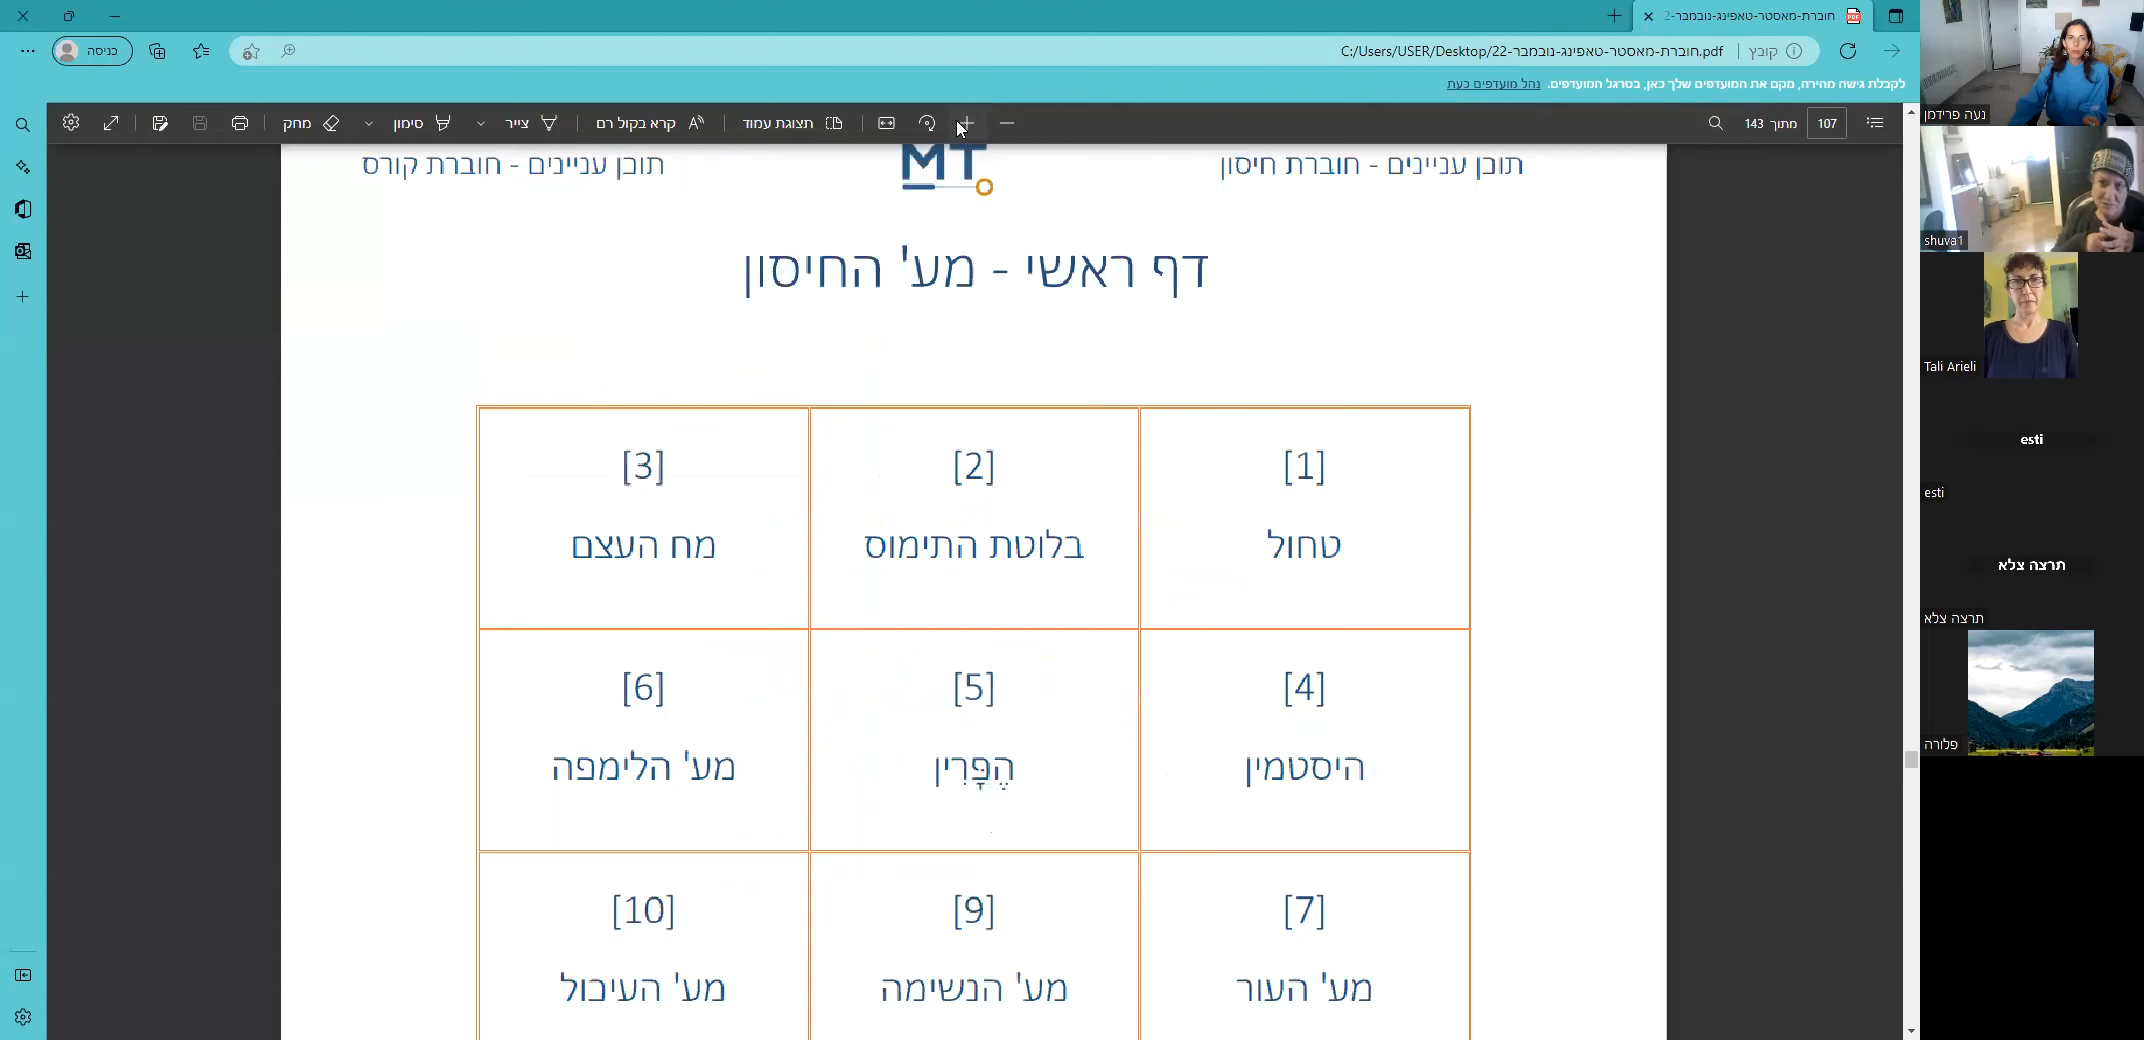 חוברת-מאסטר-טאפינג-נובמבר-2
כניסה
קובץ
C:/Users/USER/Desktop/חוברת-מאסטר-טאפינג-נובמבר-22.pdf
לקבלת גישה מהירה, מקם את המועדפים שלך כאן, בסרגל המועדפים. נהל מועדפים כעת
107 מתוך 143
תצוגת עמוד
קרא בקול רם
צייר
סימון
מחק
תוכן עניינים - חוברת חיסון
MT
תוכן עניינים - חוברת קורס
דף ראשי - מע' החיסון
[1]
טחול
[2]
בלוטת התימוס
[3]
מח העצם
[4]
היסטמין
[5]
הֶפָּרִין
[6]
מע' הלימפה
[7]
מע' העור
[9]
מע' הנשימה
[10]
מע' העיכול
נעה פרידמן
shuva1
Tali Arieli
esti
esti
תרצה צלא
תרצה צלא
פלורה